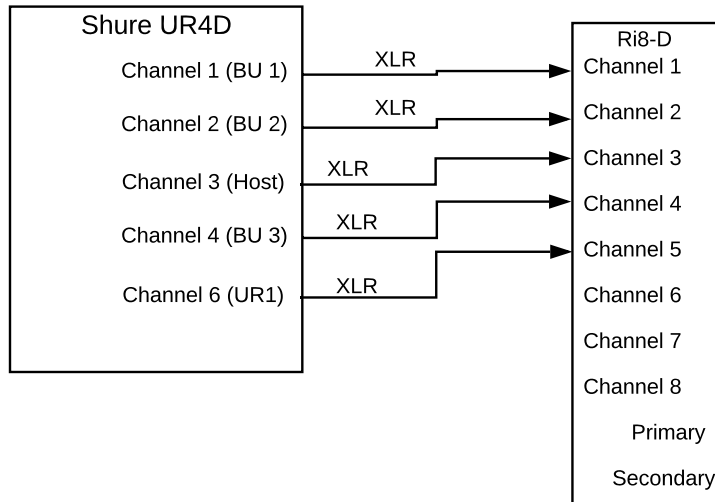 Shure UR4D
Channel 1 (BU 1)
Channel 2 (BU 2)
Channel 3 (Host)
Channel 4 (BU 3)
Channel 6 (UR1)
XLR
XLR
XLR
XLR
XLR
Ri8-D
Channel 1
Channel 2
Channel 3
Channel 4
Channel 5
Channel 6
Channel 7
Channel 8
Primary
Secondary